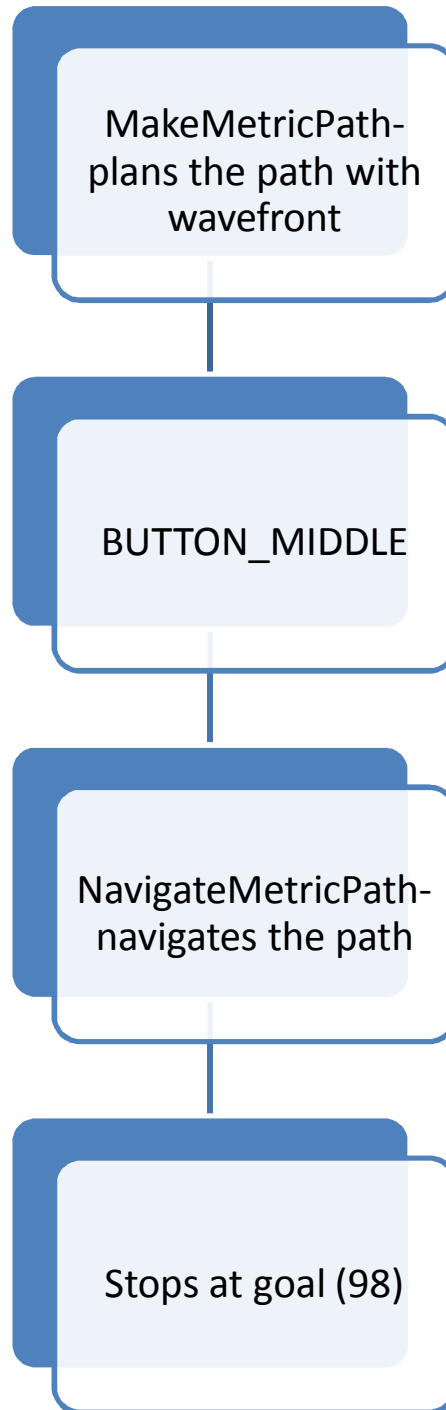 MakeMetricPath-
plans the path with
wavefront
BUTTON_MIDDLE
NavigateMetricPath-
navigates the path
Stops at goal (98)